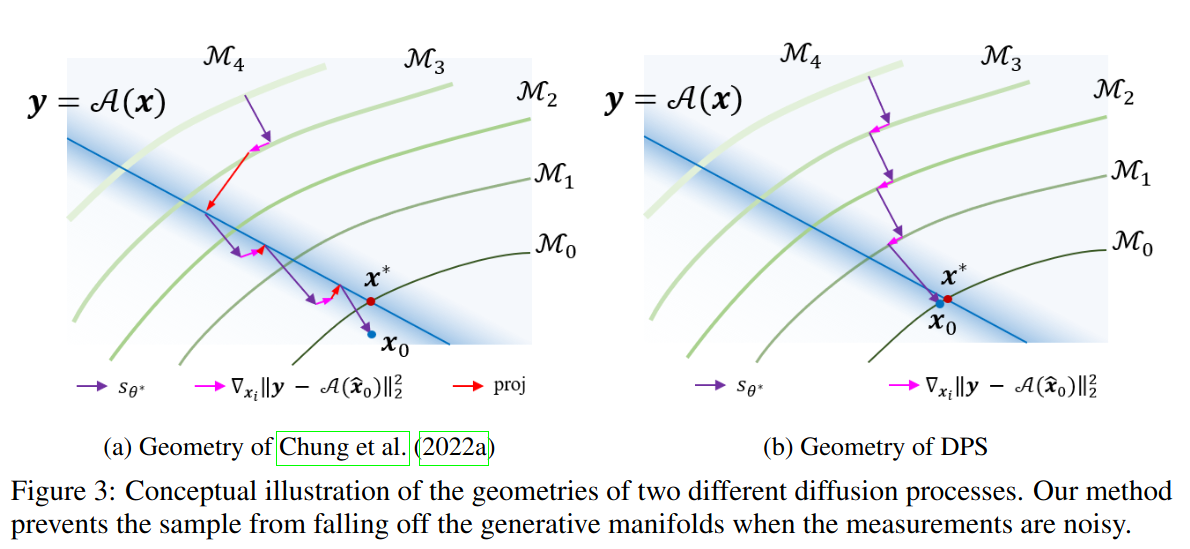 ℳ₄
ℳ₃
ℳ₂
ℳ₁
ℳ₀
𝒚 = 𝒜(𝒙)
𝒙*
𝒙₀
s_θ*
∇_{𝒙ᵢ}‖𝒚 − 𝒜(𝒙̂₀)‖₂²
proj
(a) Geometry of Chung et al. (2022a)
ℳ₄
ℳ₃
ℳ₂
ℳ₁
ℳ₀
𝒚 = 𝒜(𝒙)
𝒙*
𝒙₀
s_θ*
∇_{𝒙ᵢ}‖𝒚 − 𝒜(𝒙̂₀)‖₂²
(b) Geometry of DPS
Figure 3: Conceptual illustration of the geometries of two different diffusion processes. Our method
prevents the sample from falling off the generative manifolds when the measurements are noisy.